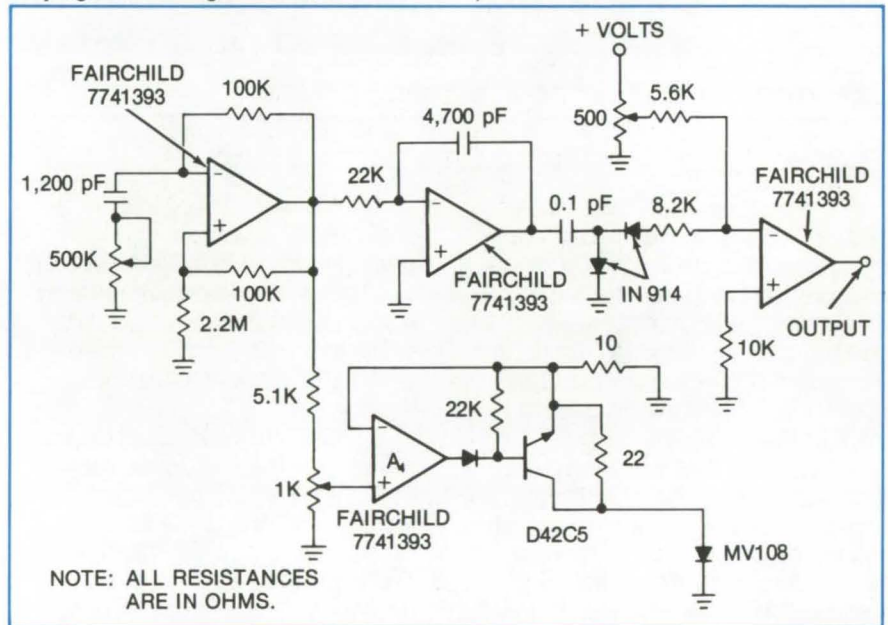 + VOLTS
FAIRCHILD
7741393
100K
4,700 pF
500
5.6K
1,200 pF
22K
0.1 pF
8.2K
FAIRCHILD
7741393
-
+
-
+
-
+
500K
100K
FAIRCHILD
7741393
IN 914
2.2M
OUTPUT
10
10K
5.1K
22K
-
+
A4
22
1K
FAIRCHILD
7741393
D42C5
MV108
NOTE: ALL RESISTANCES
ARE IN OHMS.